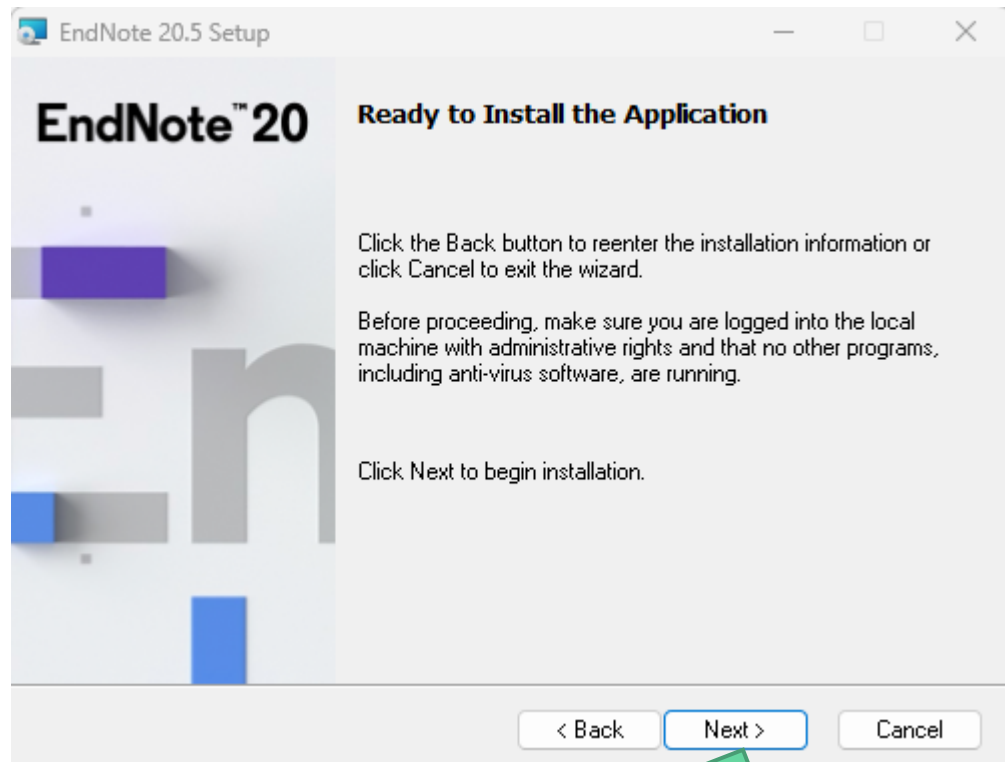 EndNote 20.5 Setup
EndNote™20
Ready to Install the Application
Click the Back button to reenter the installation information or
click Cancel to exit the wizard.
Before proceeding, make sure you are logged into the local
machine with administrative rights and that no other programs,
including anti-virus software, are running.
Click Next to begin installation.
En
< Back Next > Cancel